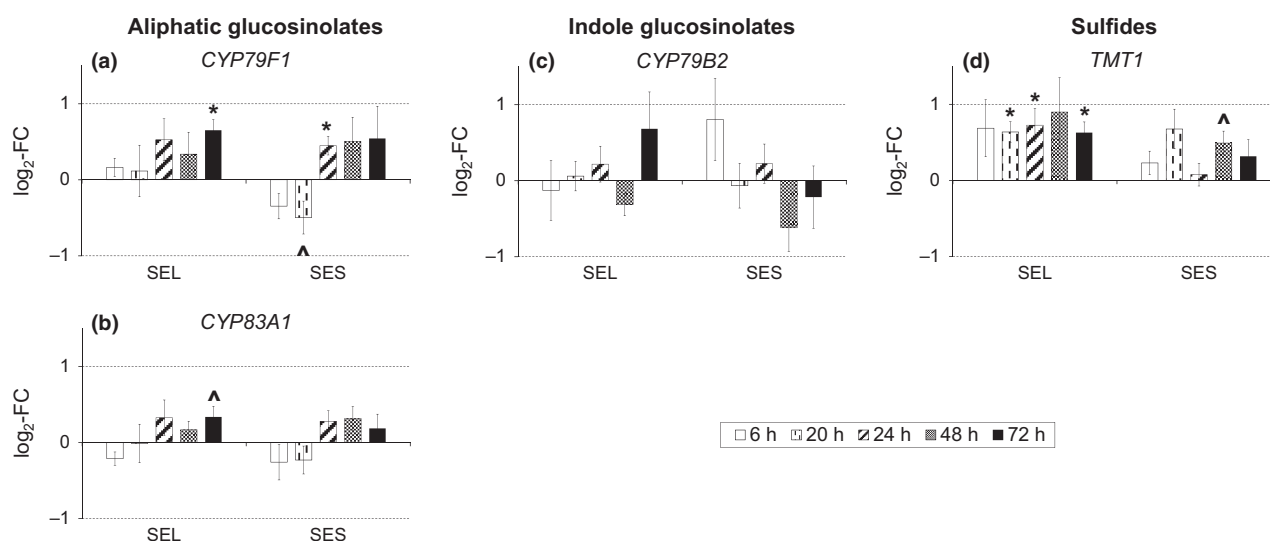 Aliphatic glucosinolates
Indole glucosinolates
Sulfides
(a) CYP79F1
1
*
*
log2-FC
0
^
–1
SEL SES
(c) CYP79B2
1
log2-FC
0
–1
SEL SES
(d) TMT1
1
* * * ^
log2-FC
0
–1
SEL SES
(b) CYP83A1
1
^
log2-FC
0
–1
SEL SES
6 h 20 h 24 h 48 h 72 h